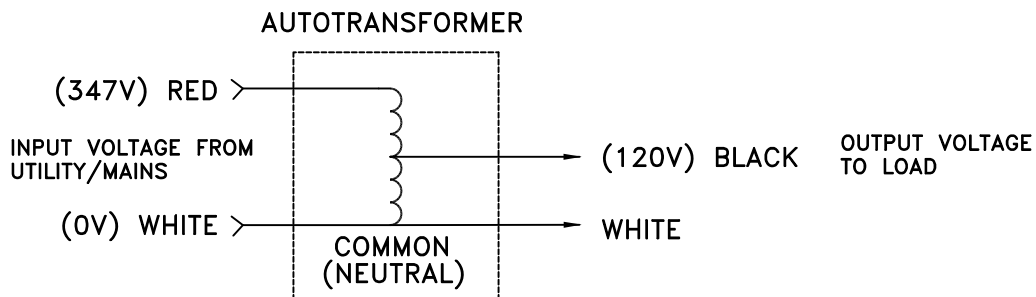 AUTOTRANSFORMER
(347V) RED
INPUT VOLTAGE FROM
UTILITY/MAINS
(120V) BLACK
OUTPUT VOLTAGE
TO LOAD
(0V) WHITE
WHITE
COMMON
(NEUTRAL)